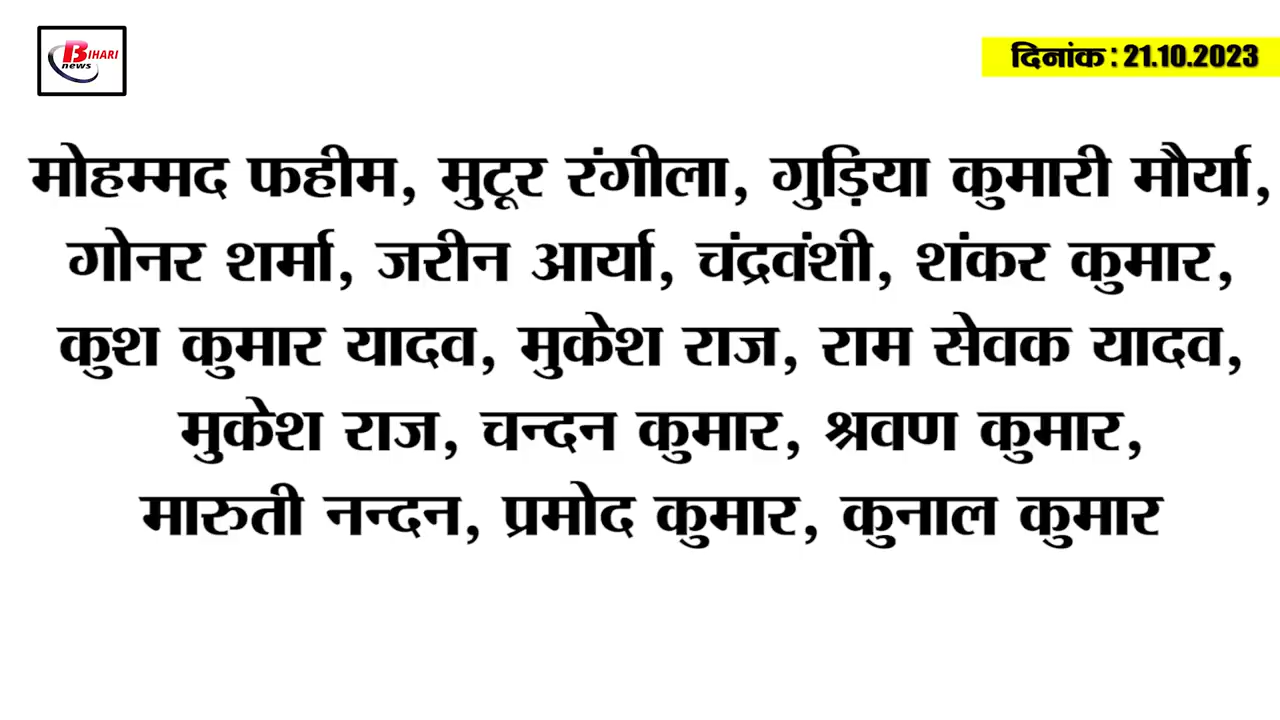 BIHARI
news
दिनांक : 21.10.2023
मोहम्मद फहीम, मुटूर रंगीला, गुड़िया कुमारी मौर्या,
गोनर शर्मा, जरीन आर्या, चंद्रवंशी, शंकर कुमार,
कुश कुमार यादव, मुकेश राज, राम सेवक यादव,
मुकेश राज, चन्दन कुमार, श्रवण कुमार,
मारुती नन्दन, प्रमोद कुमार, कुनाल कुमार